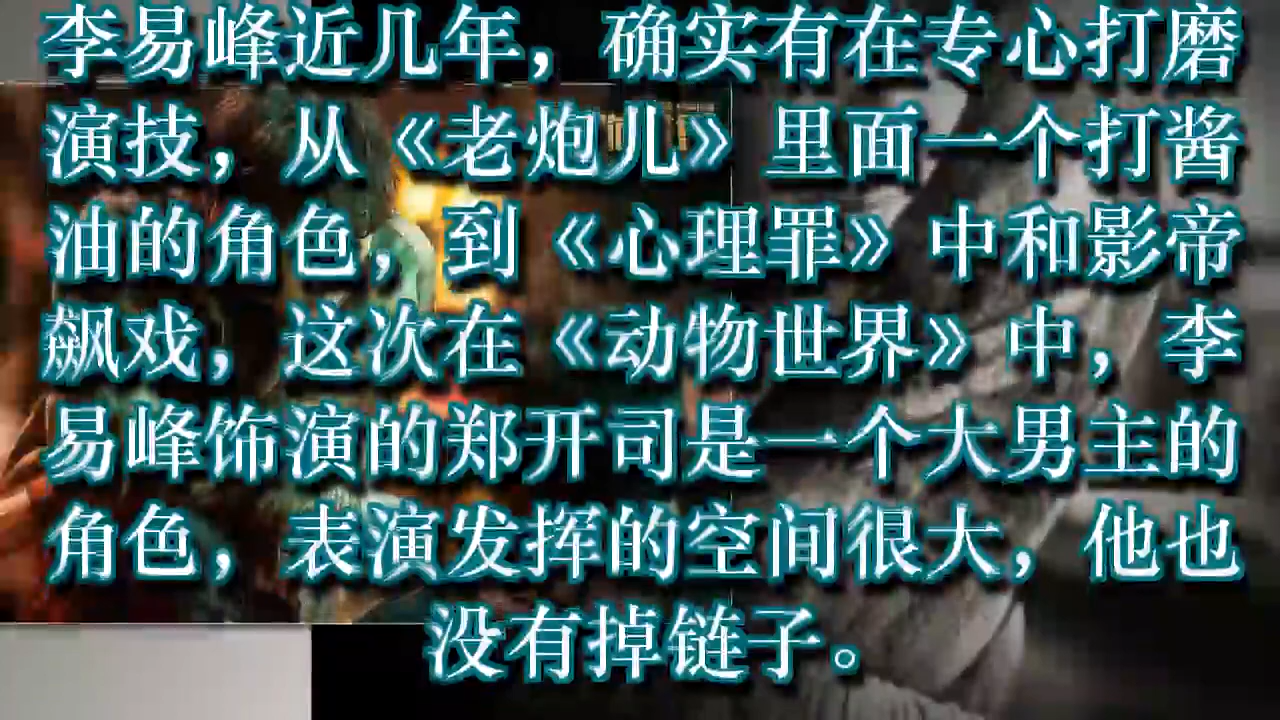 李易峰近几年，确实有在专心打磨
演技，从《老炮儿》里面一个打酱
油的角色，到《心理罪》中和影帝
飙戏，这次在《动物世界》中，李
易峰饰演的郑开司是一个大男主的
角色，表演发挥的空间很大，他也
没有掉链子。